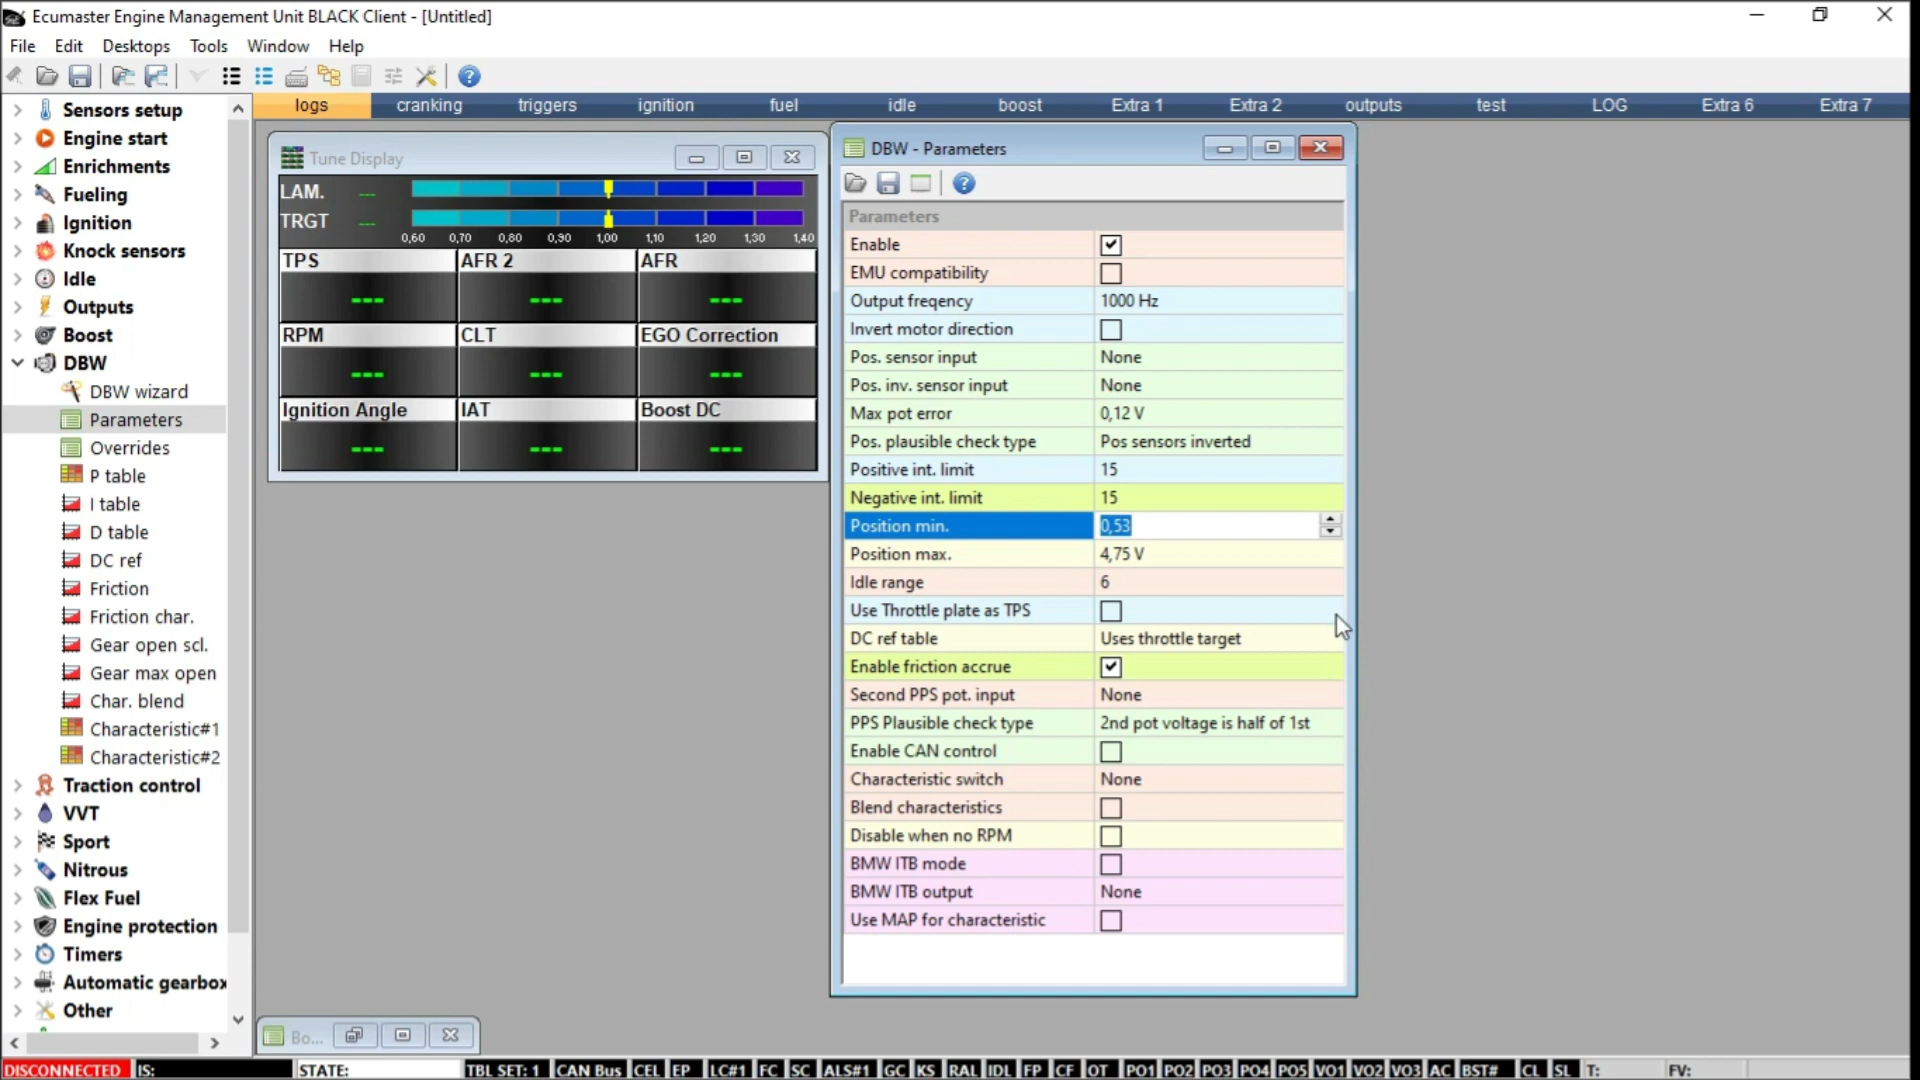 Ecumaster Engine Management Unit BLACK Client - [Untitled]
File Edit Desktops Tools Window Help
logs cranking triggers ignition fuel idle boost Extra 1 Extra 2 outputs test LOG Extra 6 Extra 7
Sensors setup
Engine start
Enrichments
Fueling
Ignition
Knock sensors
Idle
Outputs
Boost
DBW
DBW wizard
Parameters
Overrides
P table
I table
D table
DC ref
Friction
Friction char.
Gear open scl.
Gear max open
Char. blend
Characteristic#1
Characteristic#2
Traction control
VVT
Sport
Nitrous
Flex Fuel
Engine protection
Timers
Automatic gearbox
Other
Tune Display
LAM. ---
TRGT ---
0,60 0,70 0,80 0,90 1,00 1,10 1,20 1,30 1,40
TPS AFR 2 AFR
--- --- ---
RPM CLT EGO Correction
--- --- ---
Ignition Angle IAT Boost DC
--- --- ---
DBW - Parameters
Parameters
Enable
EMU compatibility
Output freqency 1000 Hz
Invert motor direction
Pos. sensor input None
Pos. inv. sensor input None
Max pot error 0,12 V
Pos. plausible check type Pos sensors inverted
Positive int. limit 15
Negative int. limit 15
Position min. 0,53
Position max. 4,75 V
Idle range 6
Use Throttle plate as TPS
DC ref table Uses throttle target
Enable friction accrue
Second PPS pot. input None
PPS Plausible check type 2nd pot voltage is half of 1st
Enable CAN control
Characteristic switch None
Blend characteristics
Disable when no RPM
BMW ITB mode
BMW ITB output None
Use MAP for characteristic
Bo...
DISCONNECTED IS: STATE: TBL SET: 1 CAN Bus CEL EP LC#1 FC SC ALS#1 GC KS RAL IDL FP CF OT PO1 PO2 PO3 PO4 PO5 VO1 VO2 VO3 AC BST# CL SL T: FV: